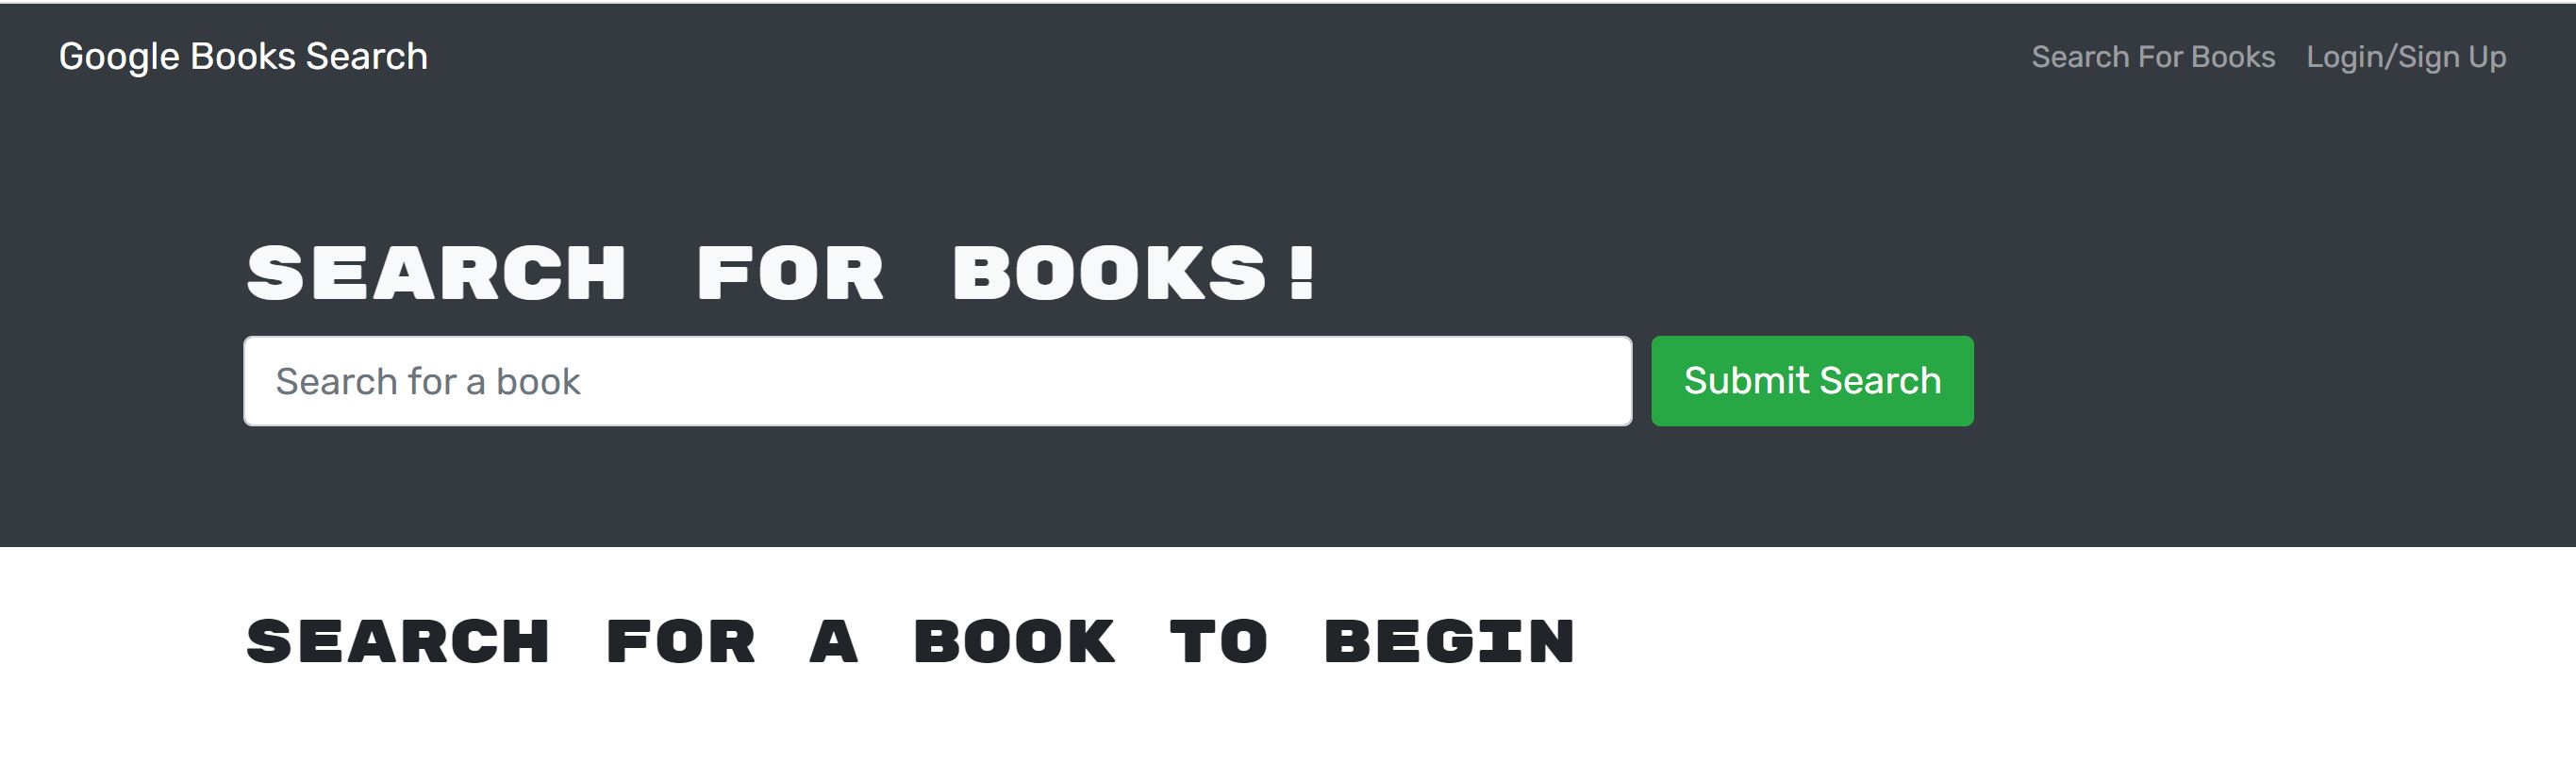 Google Books Search
Search For Books
Login/Sign Up
SEARCH FOR BOOKS!
Search for a book
Submit Search
SEARCH FOR A BOOK TO BEGIN